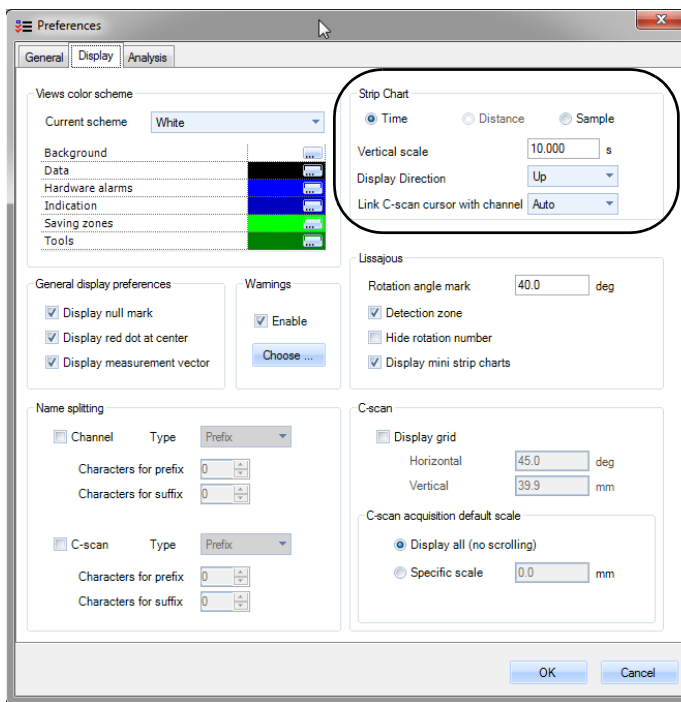 Preferences
General Display Analysis
Views color scheme
Current scheme White
Background
Data
Hardware alarms
Indication
Saving zones
Tools
General display preferences
Display null mark
Display red dot at center
Display measurement vector
Warnings
Enable
Choose ...
Name splitting
Channel Type Prefix
Characters for prefix 0
Characters for suffix 0
C-scan Type Prefix
Characters for prefix 0
Characters for suffix 0
Strip Chart
Time Distance Sample
Vertical scale 10.000 s
Display Direction Up
Link C-scan cursor with channel Auto
Lissajous
Rotation angle mark 40.0 deg
Detection zone
Hide rotation number
Display mini strip charts
C-scan
Display grid
Horizontal 45.0 deg
Vertical 39.9 mm
C-scan acquisition default scale
Display all (no scrolling)
Specific scale 0.0 mm
OK Cancel